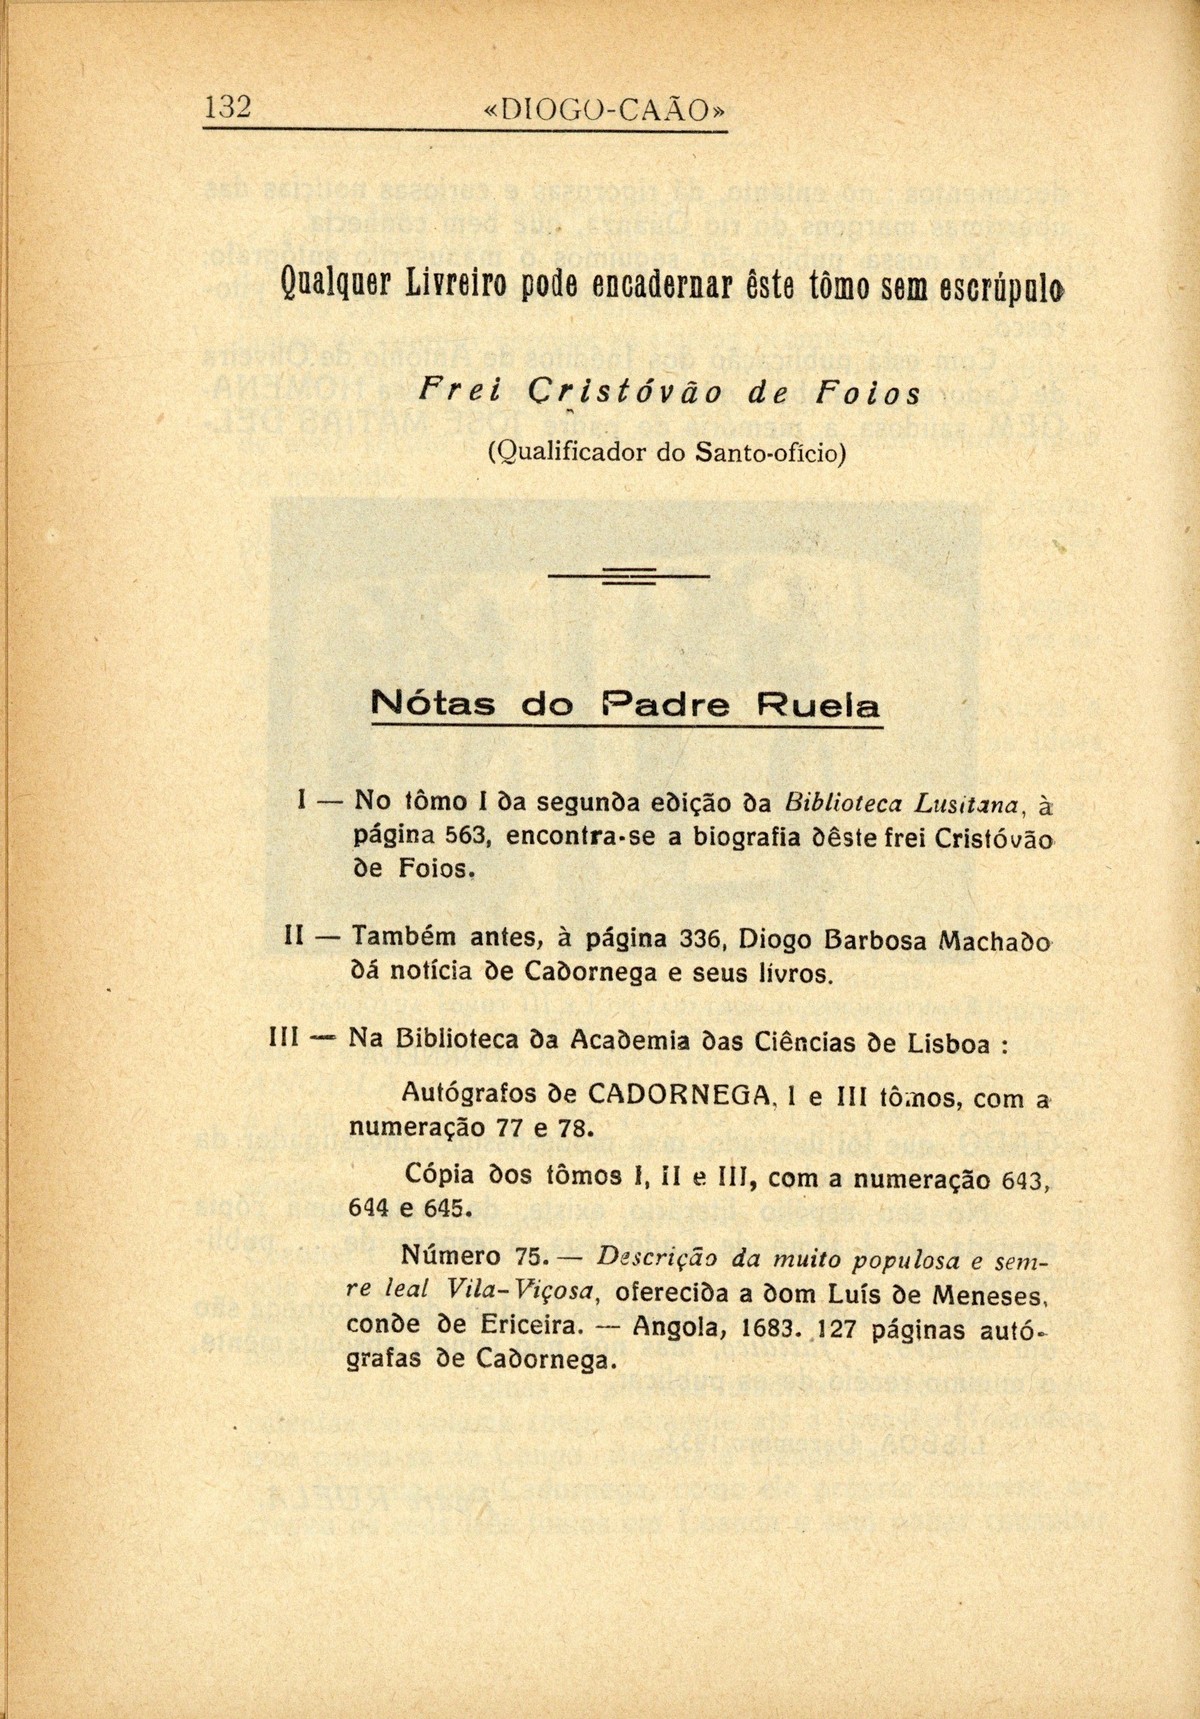 132 «DIOGO-CAÃO»
Qualquer Livreiro pode encadernar êste tômo sem escrúpulo
Frei Cristóvão de Foios
(Qualificador do Santo-ofício)
Nótas do Padre Ruela
I — No tômo I da segunda edição da Biblioteca Lusitana, à
página 563, encontra-se a biografia dêste frei Cristóvão
de Foios.
II — Também antes, à página 336, Diogo Barbosa Machado
dá notícia de Cadornega e seus livros.
III — Na Biblioteca da Academia das Ciências de Lisboa :
Autógrafos de CADORNEGA, I e III tômos, com a
numeração 77 e 78.
Cópia dos tômos I, II e III, com a numeração 643,
644 e 645.
Número 75. — Descrição da muito populosa e sem-
re leal Vila-Viçosa, oferecida a dom Luís de Meneses,
conde de Ericeira. — Angola, 1683. 127 páginas autó-
grafas de Cadornega.